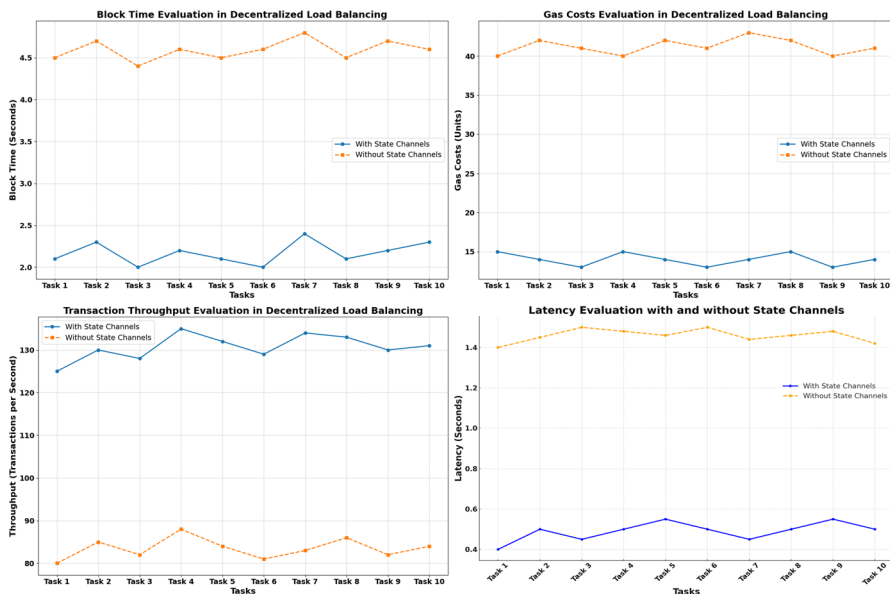 Block Time Evaluation in Decentralized Load Balancing
Block Time (Seconds)
4.5
4.0
3.5
3.0
2.5
2.0
With State Channels
Without State Channels
Task 1 Task 2 Task 3 Task 4 Task 5 Task 6 Task 7 Task 8 Task 9 Task 10
Tasks
Gas Costs Evaluation in Decentralized Load Balancing
Gas Costs (Units)
40
35
30
25
20
15
With State Channels
Without State Channels
Task 1 Task 2 Task 3 Task 4 Task 5 Task 6 Task 7 Task 8 Task 9 Task 10
Tasks
Transaction Throughput Evaluation in Decentralized Load Balancing
With State Channels
Without State Channels
Throughput (Transactions per Second)
130
120
110
100
90
80
Task 1 Task 2 Task 3 Task 4 Task 5 Task 6 Task 7 Task 8 Task 9 Task 10
Tasks
Latency Evaluation with and without State Channels
Latency (Seconds)
1.4
1.2
1.0
0.8
0.6
0.4
With State Channels
Without State Channels
Task 1 Task 2 Task 3 Task 4 Task 5 Task 6 Task 7 Task 8 Task 9 Task 10
Tasks